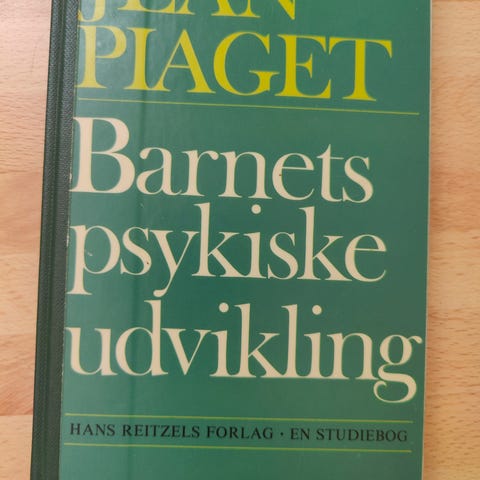 JEAN
PIAGET
Barnets
psykiske
udvikling
HANS REITZELS FORLAG · EN STUDIEBOG